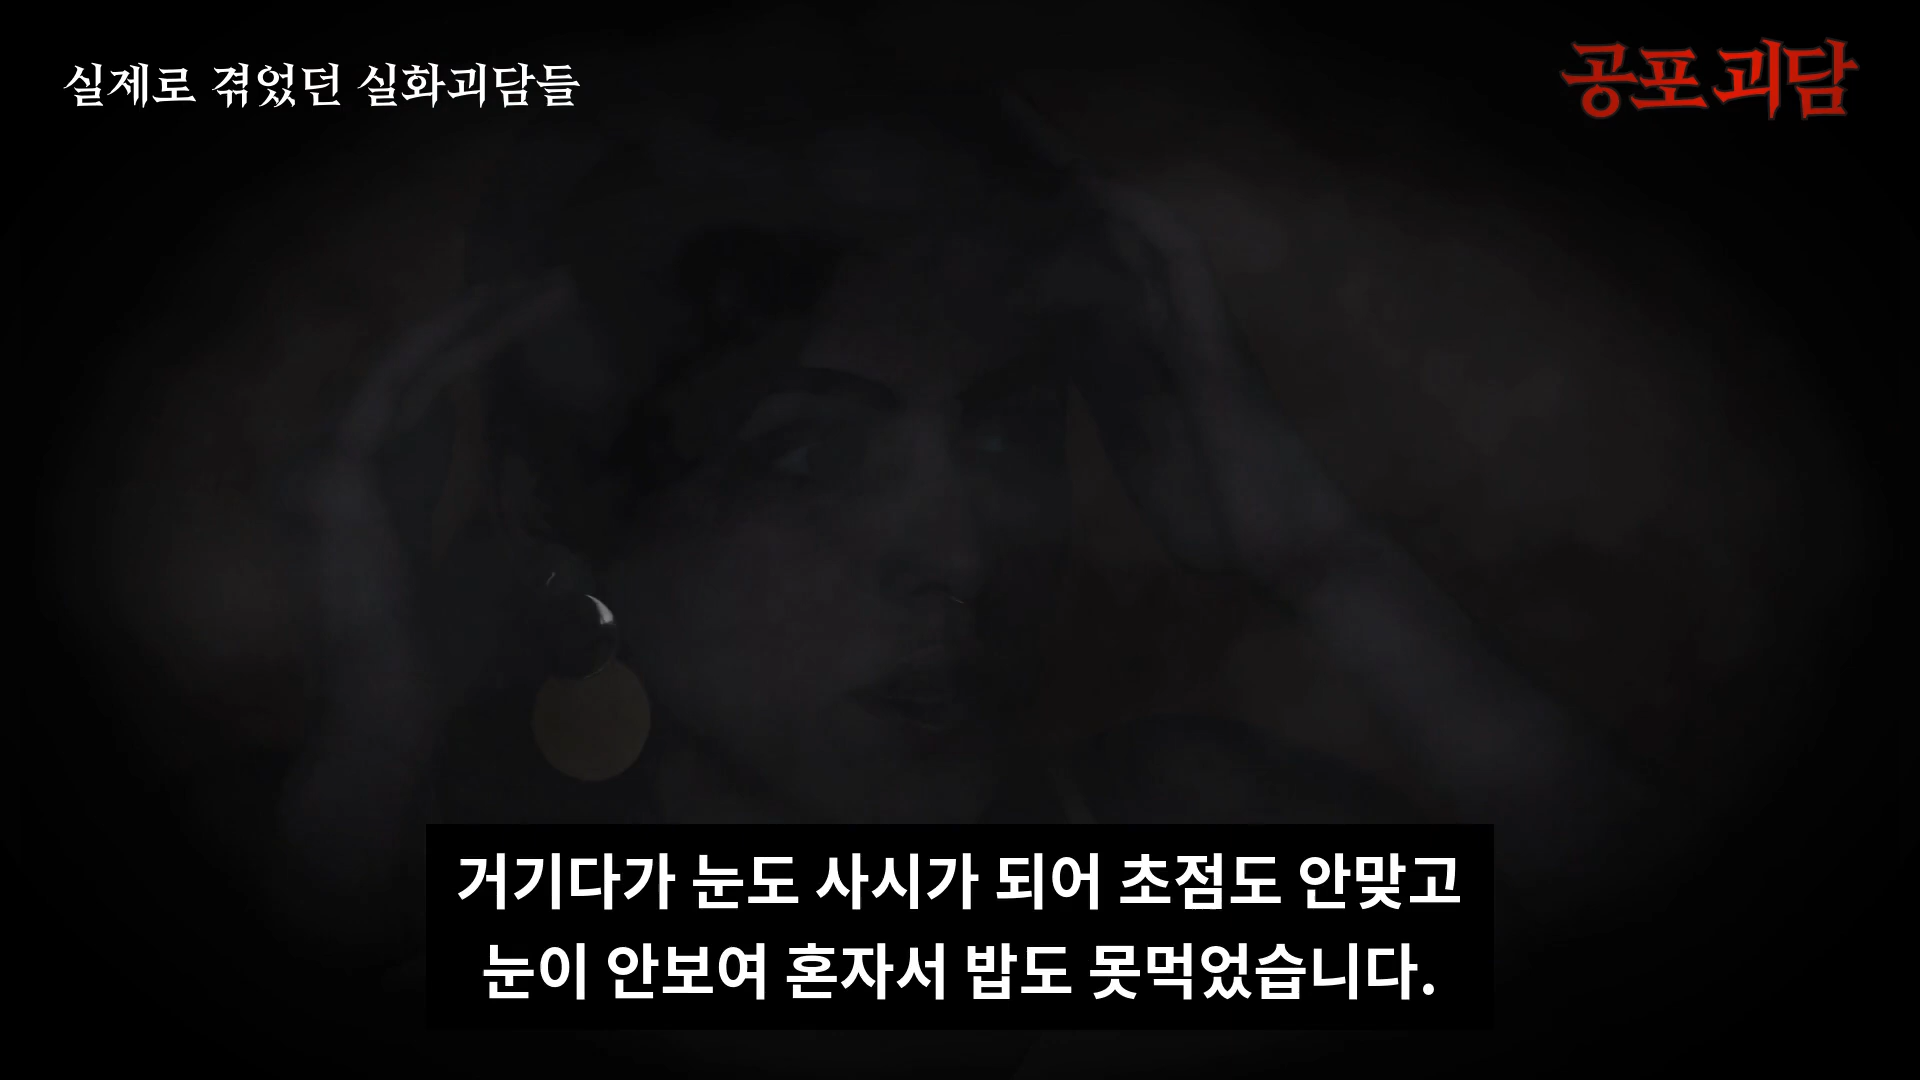 실제로 겪었던 실화괴담들
공포 괴담
거기다가 눈도 사시가 되어 초점도 안맞고
눈이 안보여 혼자서 밥도 못먹었습니다.